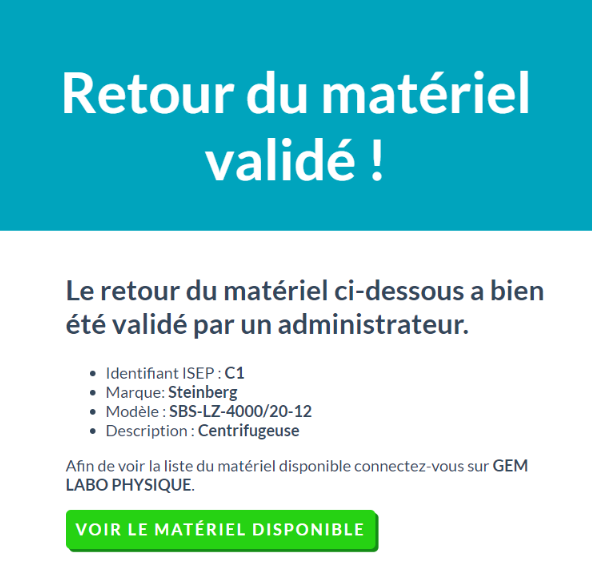 Retour du matériel
validé !
Le retour du matériel ci-dessous a bien
été validé par un administrateur.
• Identifiant ISEP : C1
• Marque: Steinberg
• Modèle : SBS-LZ-4000/20-12
• Description : Centrifugeuse
Afin de voir la liste du matériel disponible connectez-vous sur GEM
LABO PHYSIQUE.
VOIR LE MATÉRIEL DISPONIBLE